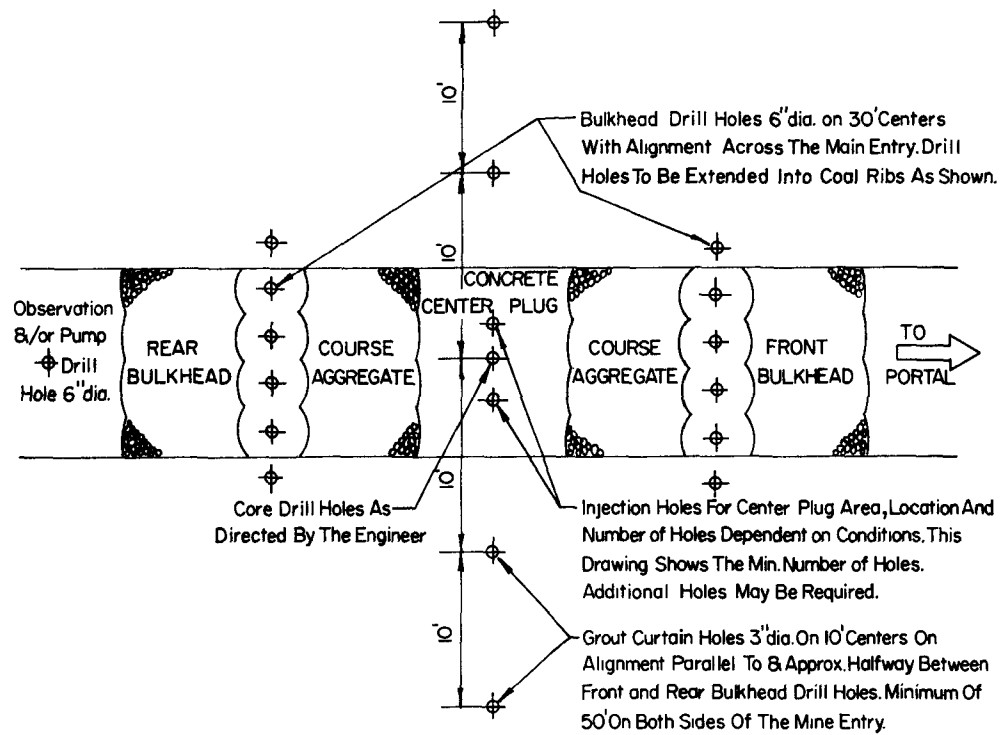 10'
Bulkhead Drill Holes 6"dia. on 30'Centers
With Alignment Across The Main Entry. Drill
Holes To Be Extended Into Coal Ribs As Shown.
10'
Observation
&/or Pump
Drill
Hole 6"dia.
REAR
BULKHEAD
COURSE
AGGREGATE
CONCRETE
CENTER PLUG
COURSE
AGGREGATE
FRONT
BULKHEAD
TO
PORTAL
Core Drill Holes As
Directed By The Engineer
10'
Injection Holes For Center Plug Area, Location And
Number of Holes Dependent on Conditions. This
Drawing Shows The Min. Number of Holes.
Additional Holes May Be Required.
10'
Grout Curtain Holes 3"dia. On 10'Centers On
Alignment Parallel To & Approx. Halfway Between
Front and Rear Bulkhead Drill Holes. Minimum Of
50'On Both Sides Of The Mine Entry.